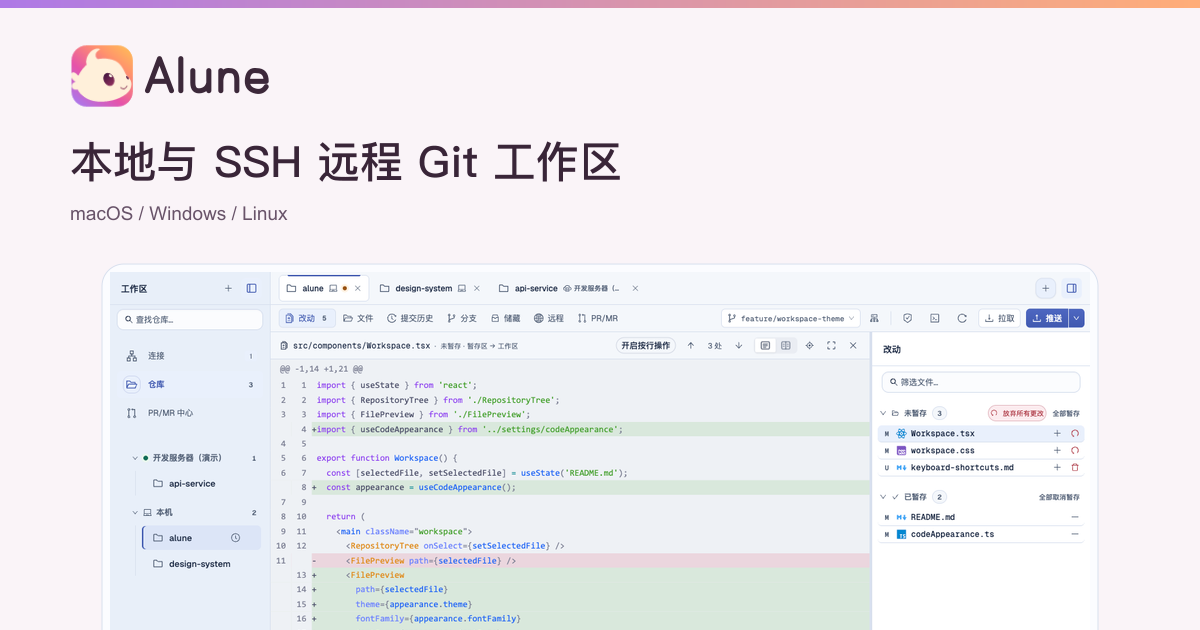 Alune
本地与 SSH 远程 Git 工作区
macOS / Windows / Linux
工作区
查找仓库...
连接 1
仓库 3
PR/MR 中心
开发服务器（演示） 1
api-service
本机 2
alune
design-system
alune design-system api-service 开发服务器（...
改动 5 文件 提交历史 分支 储藏 远程 PR/MR feature/workspace-theme 拉取 推送
src/components/Workspace.tsx · 未暂存 · 暂存区 → 工作区 开启按行操作 3 处
@@ -1,14 +1,21 @@
1 1 import { useState } from 'react';
2 2 import { RepositoryTree } from './RepositoryTree';
3 3 import { FilePreview } from './FilePreview';
4 +import { useCodeAppearance } from '../settings/codeAppearance';
4 5
5 6 export function Workspace() {
6 7 const [selectedFile, setSelectedFile] = useState('README.md');
8 + const appearance = useCodeAppearance();
7 9
8 10 return (
9 11 <main className="workspace">
10 12 <RepositoryTree onSelect={setSelectedFile} />
11 - <FilePreview path={selectedFile} />
13 + <FilePreview
14 + path={selectedFile}
15 + theme={appearance.theme}
16 + fontFamily={appearance.fontFamily}
改动
筛选文件...
未暂存 3 放弃所有更改 全部暂存
M Workspace.tsx
M workspace.css
U keyboard-shortcuts.md
已暂存 2 全部取消暂存
M README.md
M codeAppearance.ts